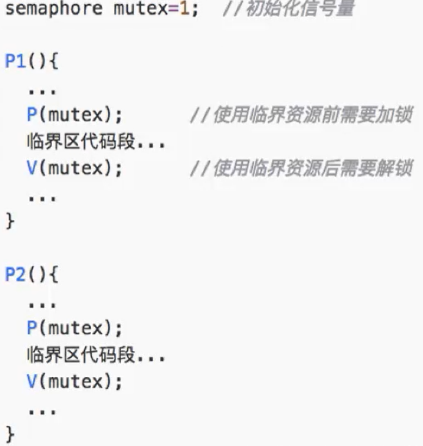 semaphore mutex=1;  //初始化信号量
P1(){
...
P(mutex);  //使用临界资源前需要加锁
临界区代码段...
V(mutex);  //使用临界资源后需要解锁
...
}
P2(){
...
P(mutex);
临界区代码段...
V(mutex);
...
}